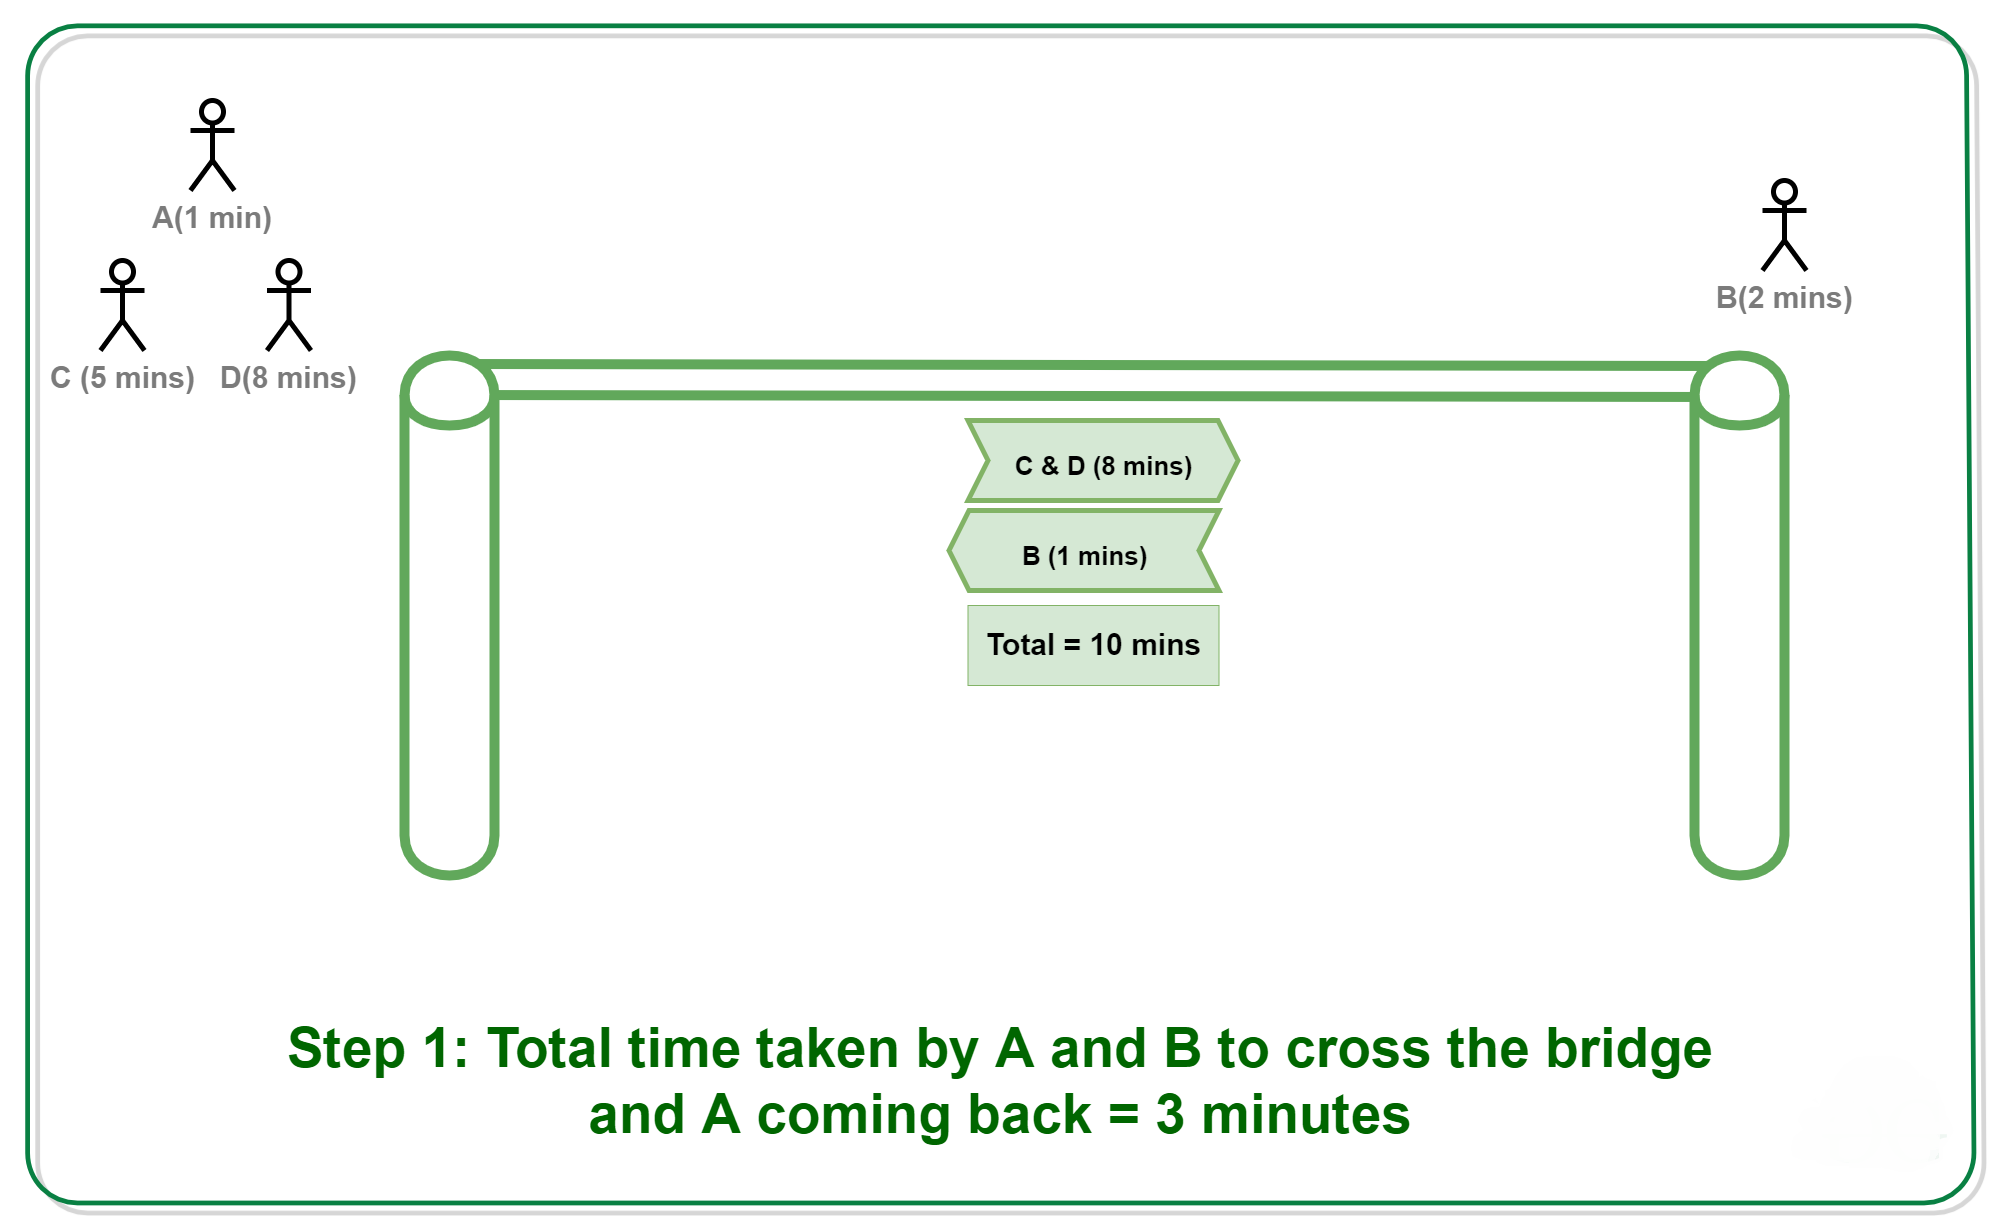 A(1 min)
B(2 mins)
C (5 mins) D(8 mins)
C & D (8 mins)
B (1 mins)
Total = 10 mins
Step 1: Total time taken by A and B to cross the bridge
and A coming back = 3 minutes